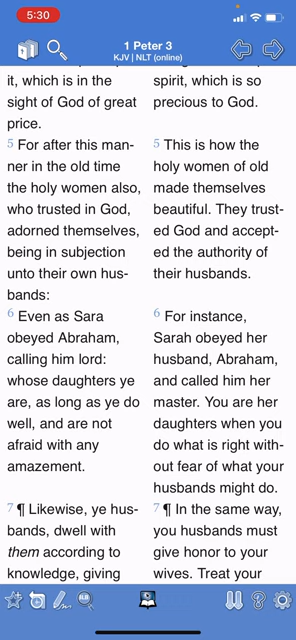 5:30
1 Peter 3
KJV | NLT (online)
it, which is in the
sight of God of great
price.
5 For after this man-
ner in the old time
the holy women also,
who trusted in God,
adorned themselves,
being in subjection
unto their own hus-
bands:
6 Even as Sara
obeyed Abraham,
calling him lord:
whose daughters ye
are, as long as ye do
well, and are not
afraid with any
amazement.
7 ¶ Likewise, ye hus-
bands, dwell with
them according to
knowledge, giving
spirit, which is so
precious to God.
5 This is how the
holy women of old
made themselves
beautiful. They trust-
ed God and accept-
ed the authority of
their husbands.
6 For instance,
Sarah obeyed her
husband, Abraham,
and called him her
master. You are her
daughters when you
do what is right with-
out fear of what your
husbands might do.
7 ¶ In the same way,
you husbands must
give honor to your
wives. Treat your